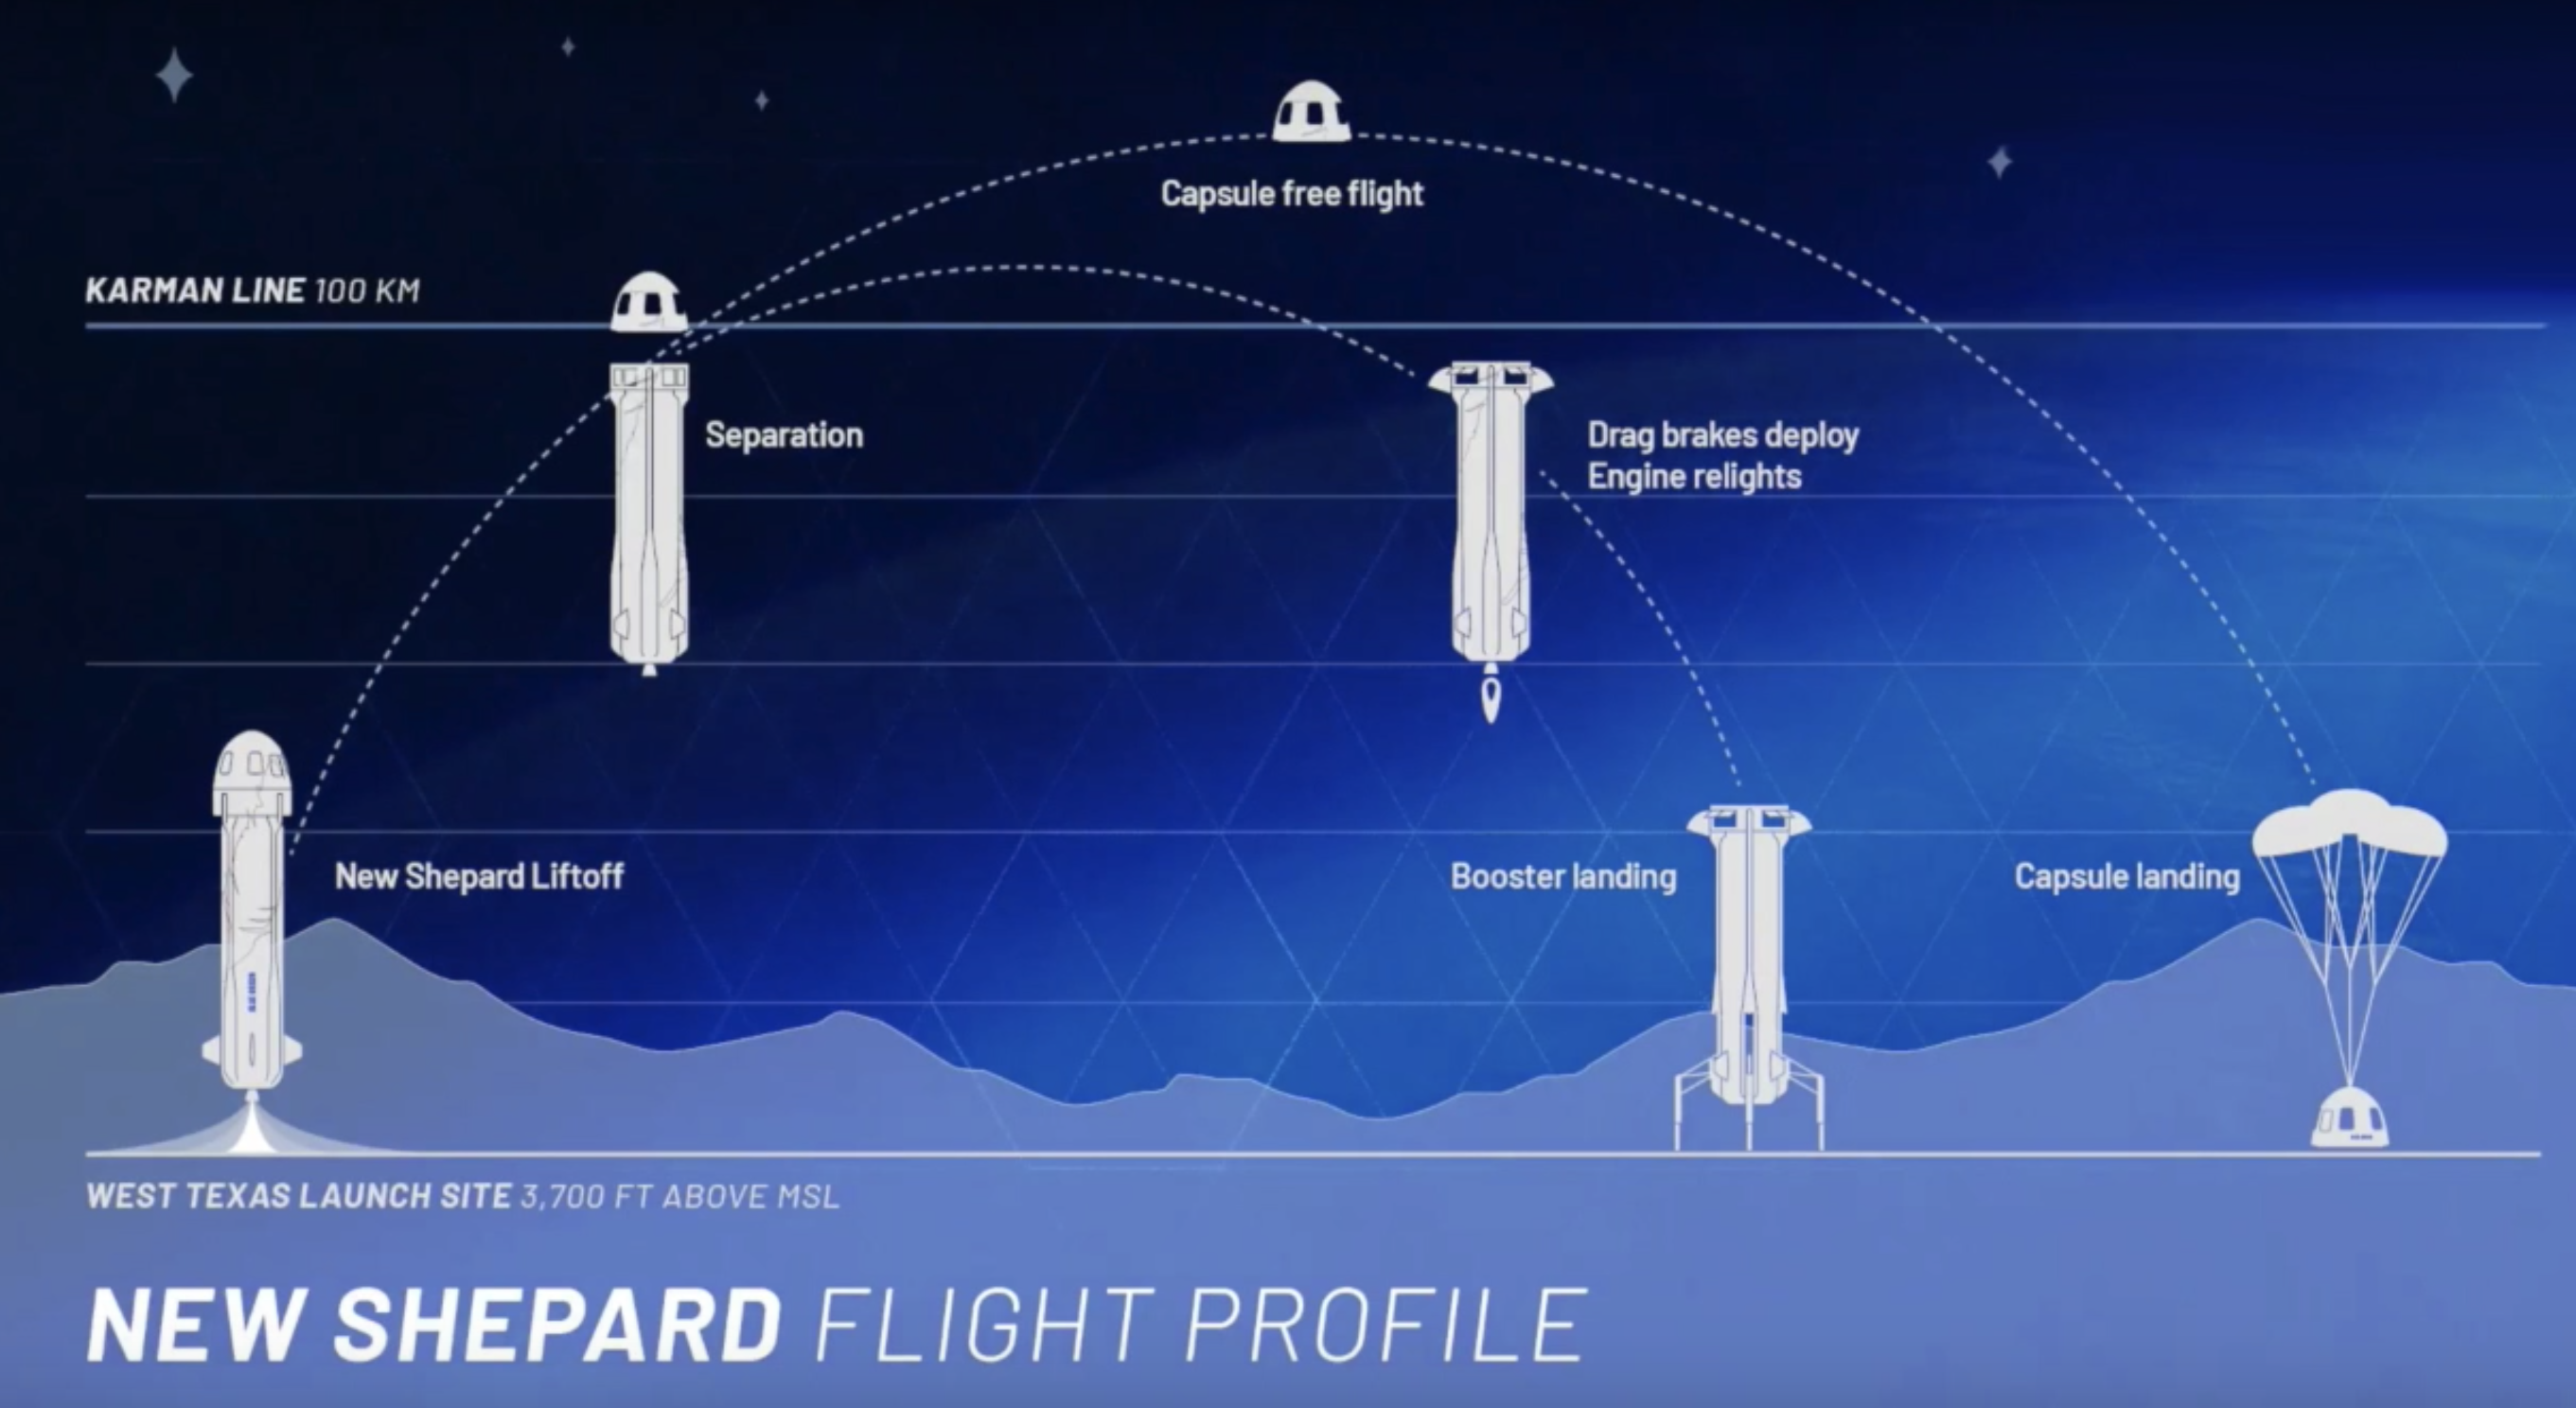 Capsule free flight
KARMAN LINE 100 KM
Separation
Drag brakes deploy
Engine relights
New Shepard Liftoff
Booster landing
Capsule landing
WEST TEXAS LAUNCH SITE 3,700 FT ABOVE MSL
NEW SHEPARD FLIGHT PROFILE